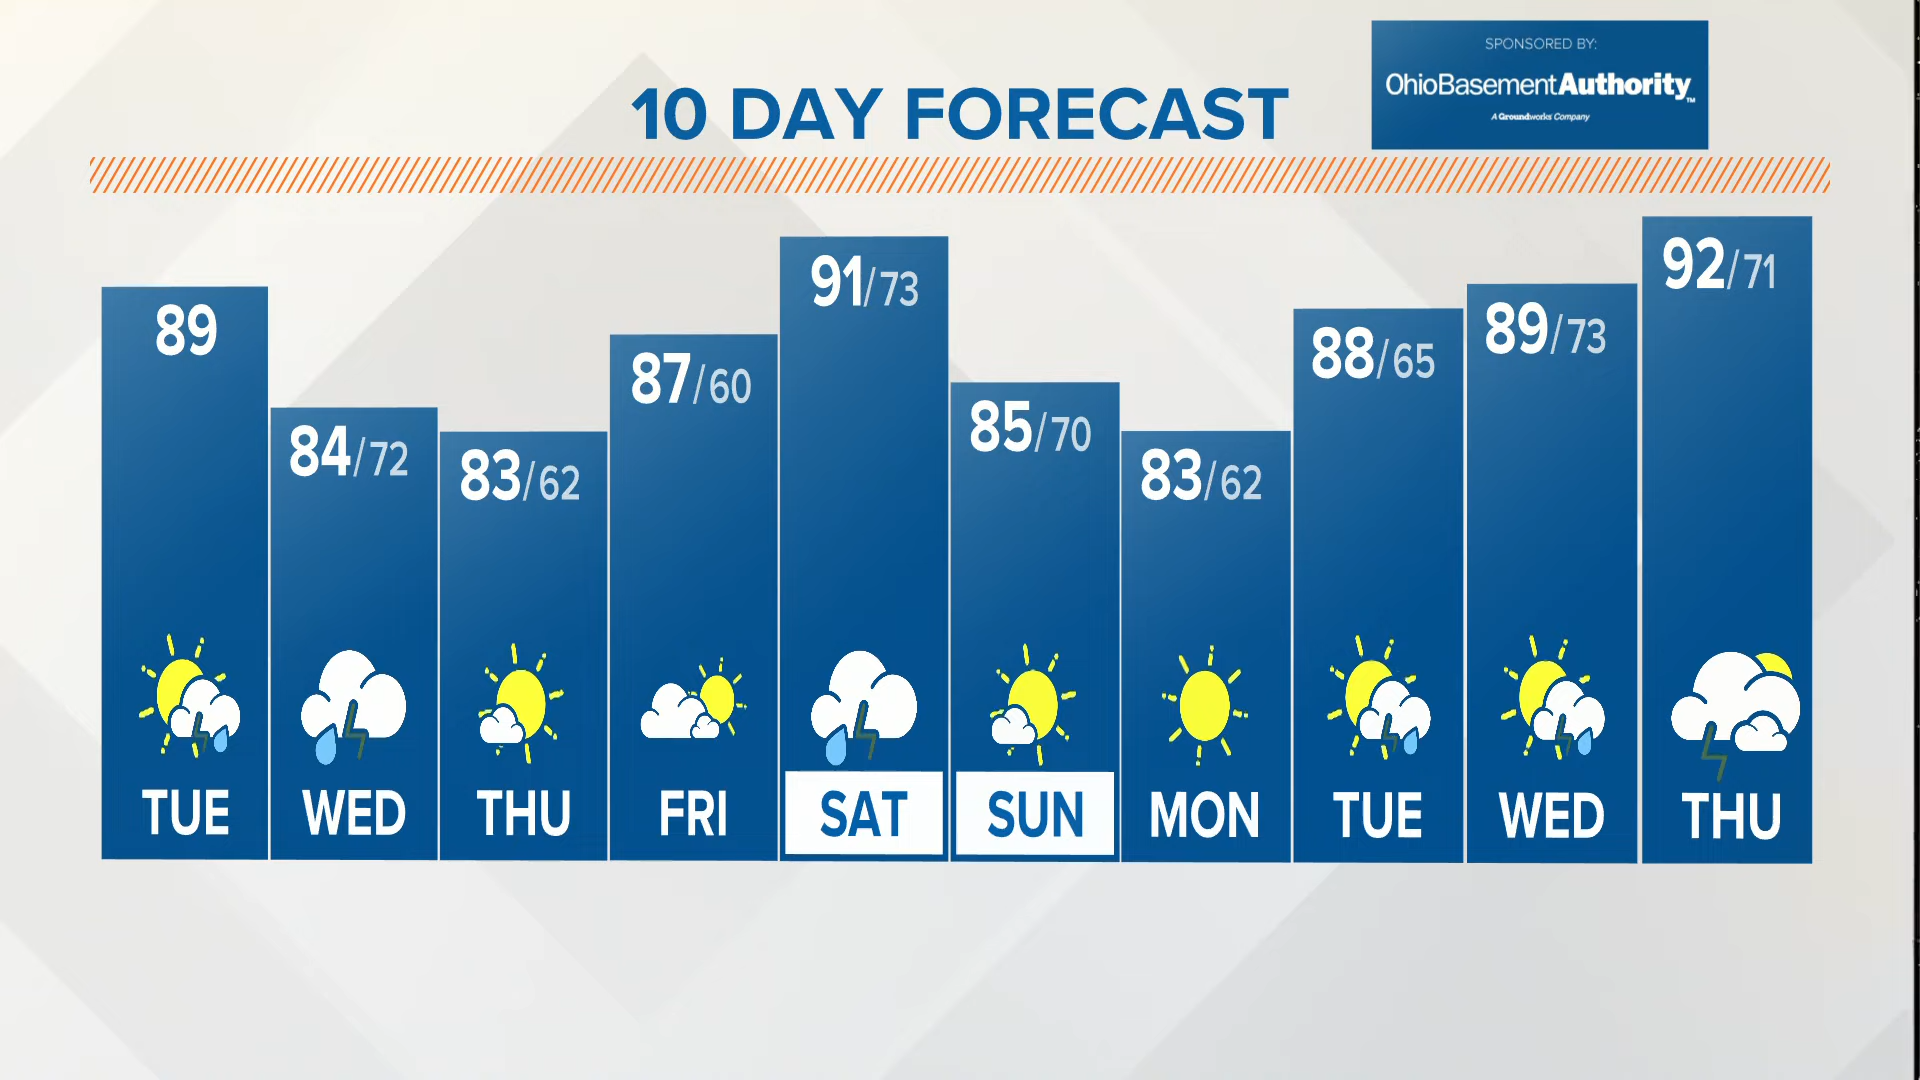 SPONSORED BY:
OhioBasementAuthority™
A Groundworks Company
10 DAY FORECAST
89
84/72
83/62
87/60
91/73
85/70
83/62
88/65
89/73
92/71
TUE
WED
THU
FRI
SAT
SUN
MON
TUE
WED
THU